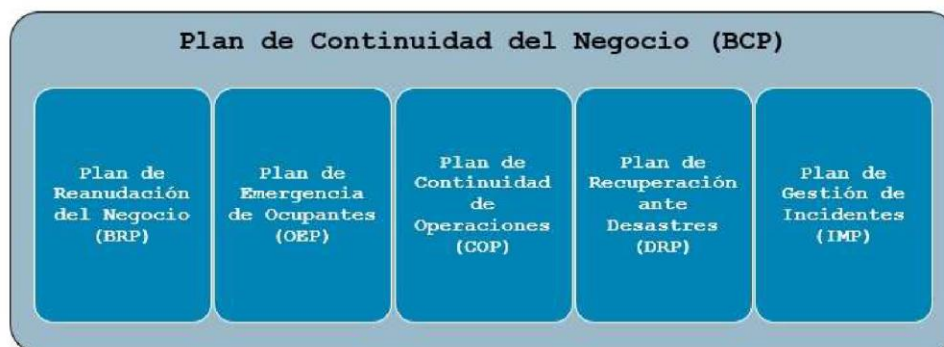 Plan de Continuidad del Negocio (BCP)
Plan de
Reanudación
del Negocio
(BRP)
Plan de
Emergencia
de Ocupantes
(OEP)
Plan de
Continuidad
de
Operaciones
(COP)
Plan de
Recuperación
ante
Desastres
(DRP)
Plan de
Gestión de
Incidentes
(IMP)